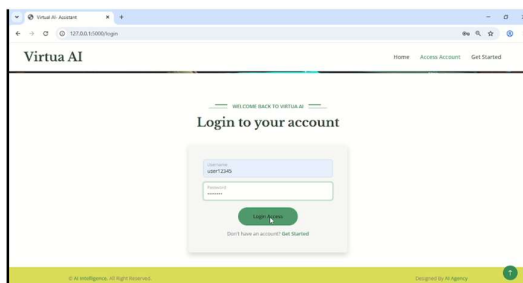 Virtua AI- Assistant
127.0.0.1:5000/login
Virtua AI
Home Access Account Get Started
WELCOME BACK TO VIRTUA AI
Login to your account
Username
user12345
Password
Login Access
Don't have an account? Get Started
© AI Intelligence, All Right Reserved.
Designed by AI Agency